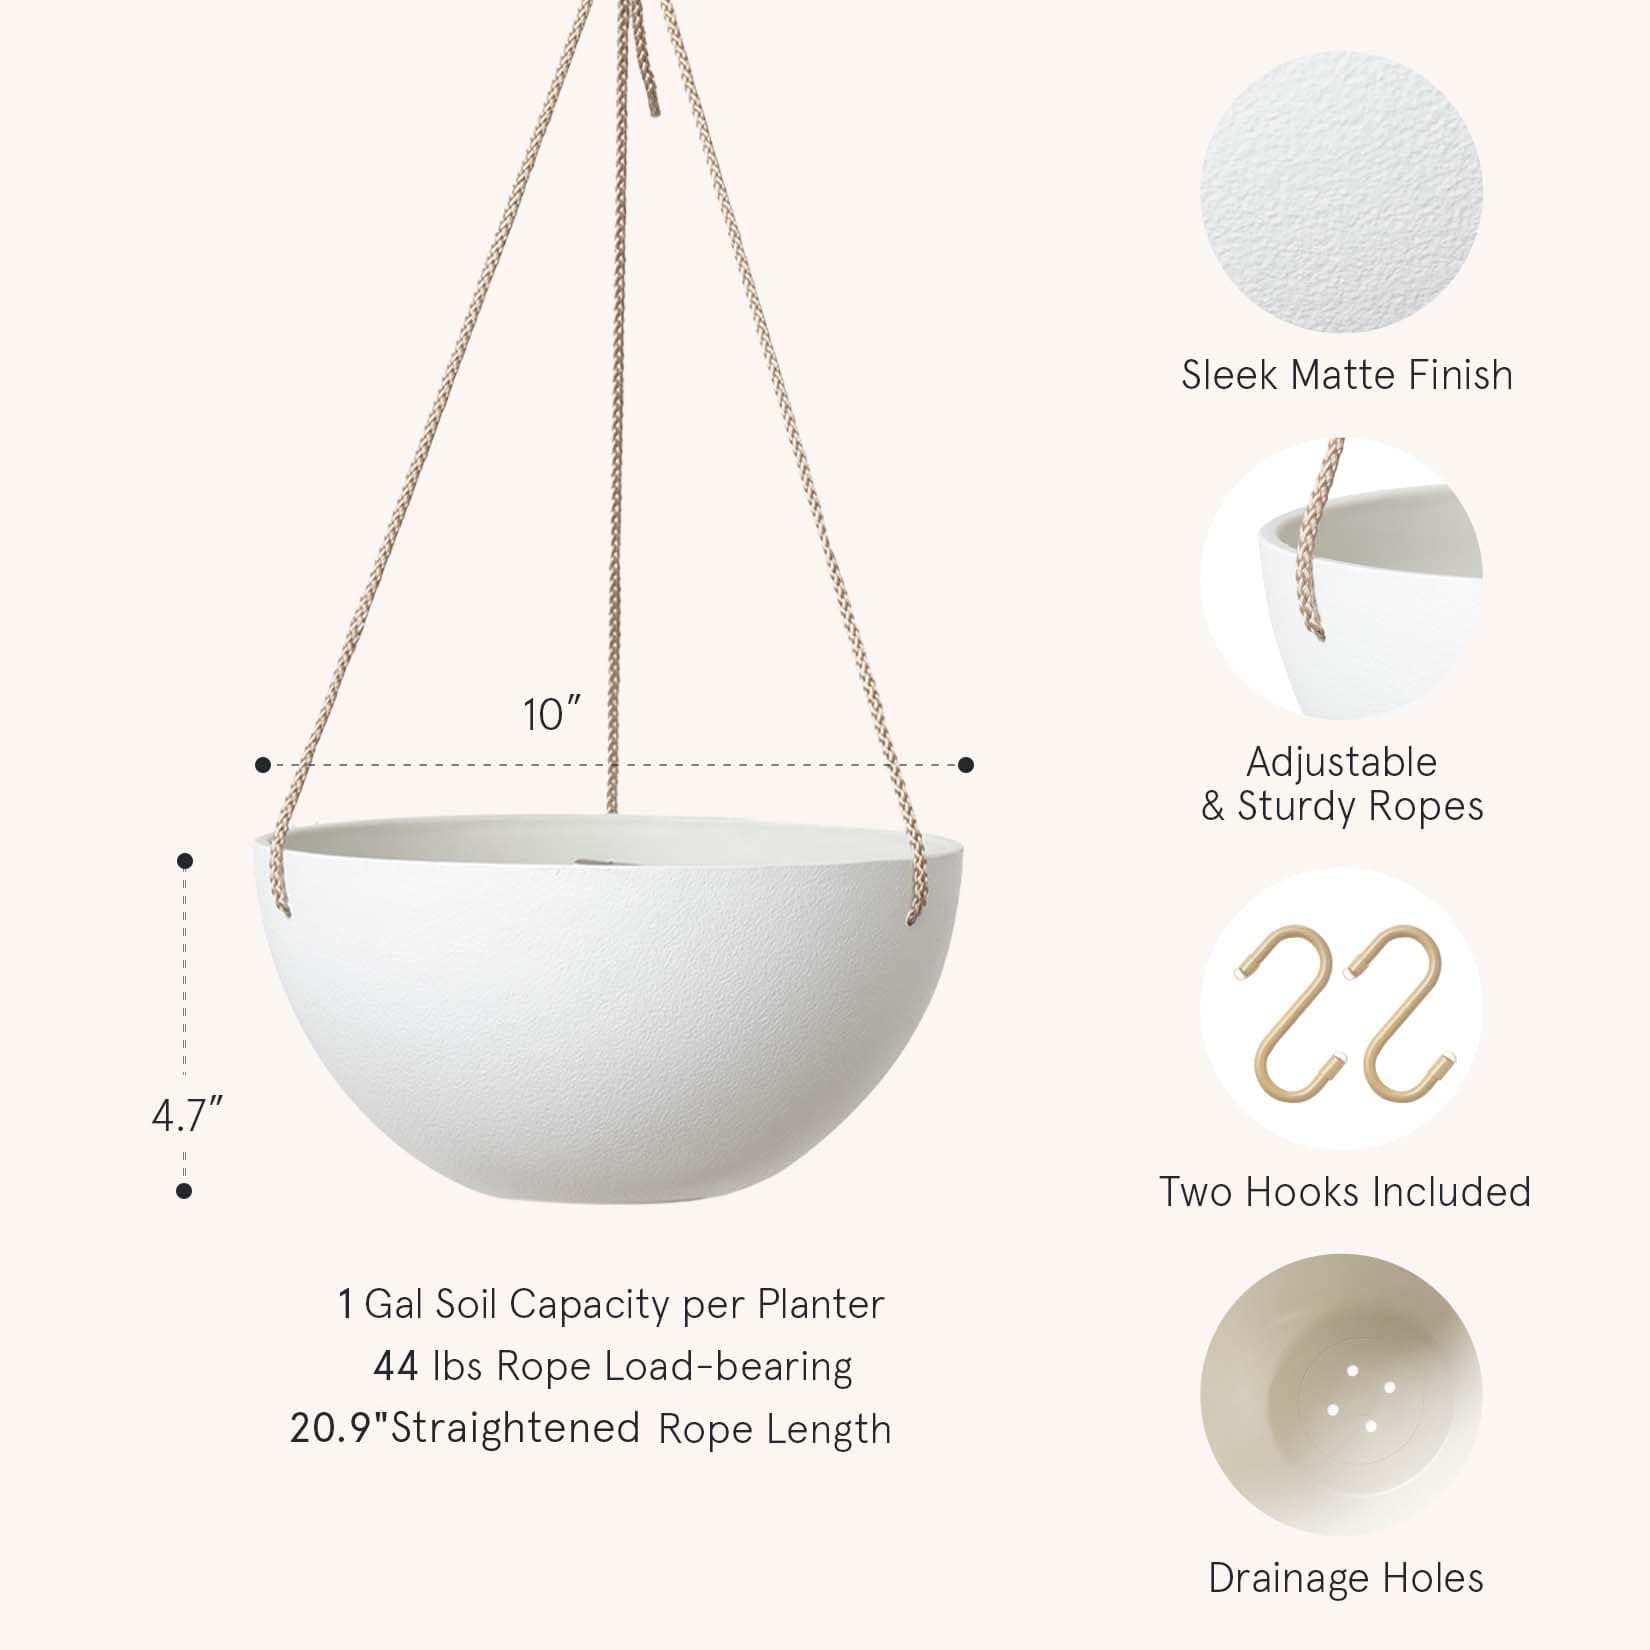 10”
4.7”
1 Gal Soil Capacity per Planter
44 lbs Rope Load-bearing
20.9"Straightened Rope Length
Sleek Matte Finish
Adjustable
& Sturdy Ropes
Two Hooks Included
Drainage Holes